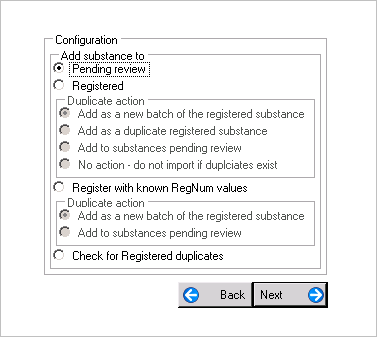 Configuration
Add substance to
Pending review
Registered
Duplicate action
Add as a new batch of the registered substance
Add as a duplicate registered substance
Add to substances pending review
No action - do not import if duplciates exist
Register with known RegNum values
Duplicate action
Add as a new batch of the registered substance
Add to substances pending review
Check for Registered duplicates
Back Next